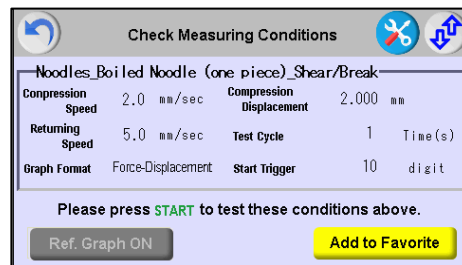 Check Measuring Conditions
Noodles_Boiled Noodle (one piece)_Shear/Break
Compression Speed 2.0 mm/sec Compression Displacement 2.000 mm
Returning Speed 5.0 mm/sec Test Cycle 1 Time(s)
Graph Format Force-Displacement Start Trigger 10 digit
Please press START to test these conditions above.
Ref. Graph ON Add to Favorite